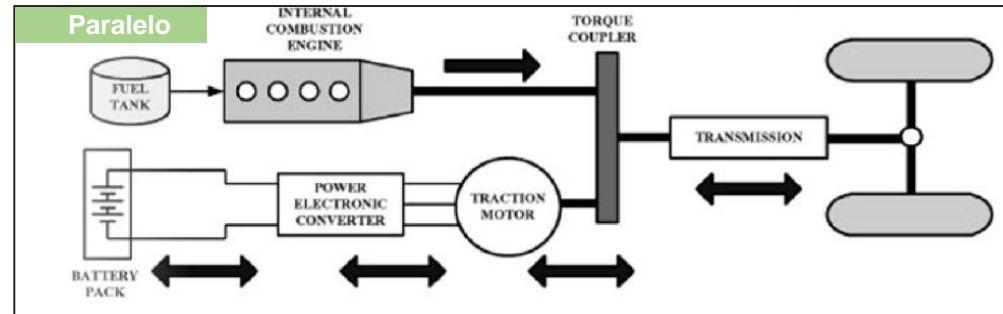 Paralelo
INTERNAL
COMBUSTION
ENGINE
TORQUE
COUPLER
FUEL
TANK
TRANSMISSION
POWER
ELECTRONIC
CONVERTER
TRACTION
MOTOR
BATTERY
PACK